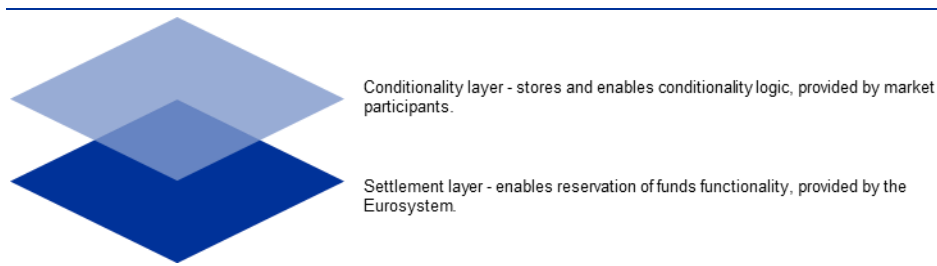 Conditionality layer - stores and enables conditionality logic, provided by market
participants.
Settlement layer - enables reservation of funds functionality, provided by the
Eurosystem.